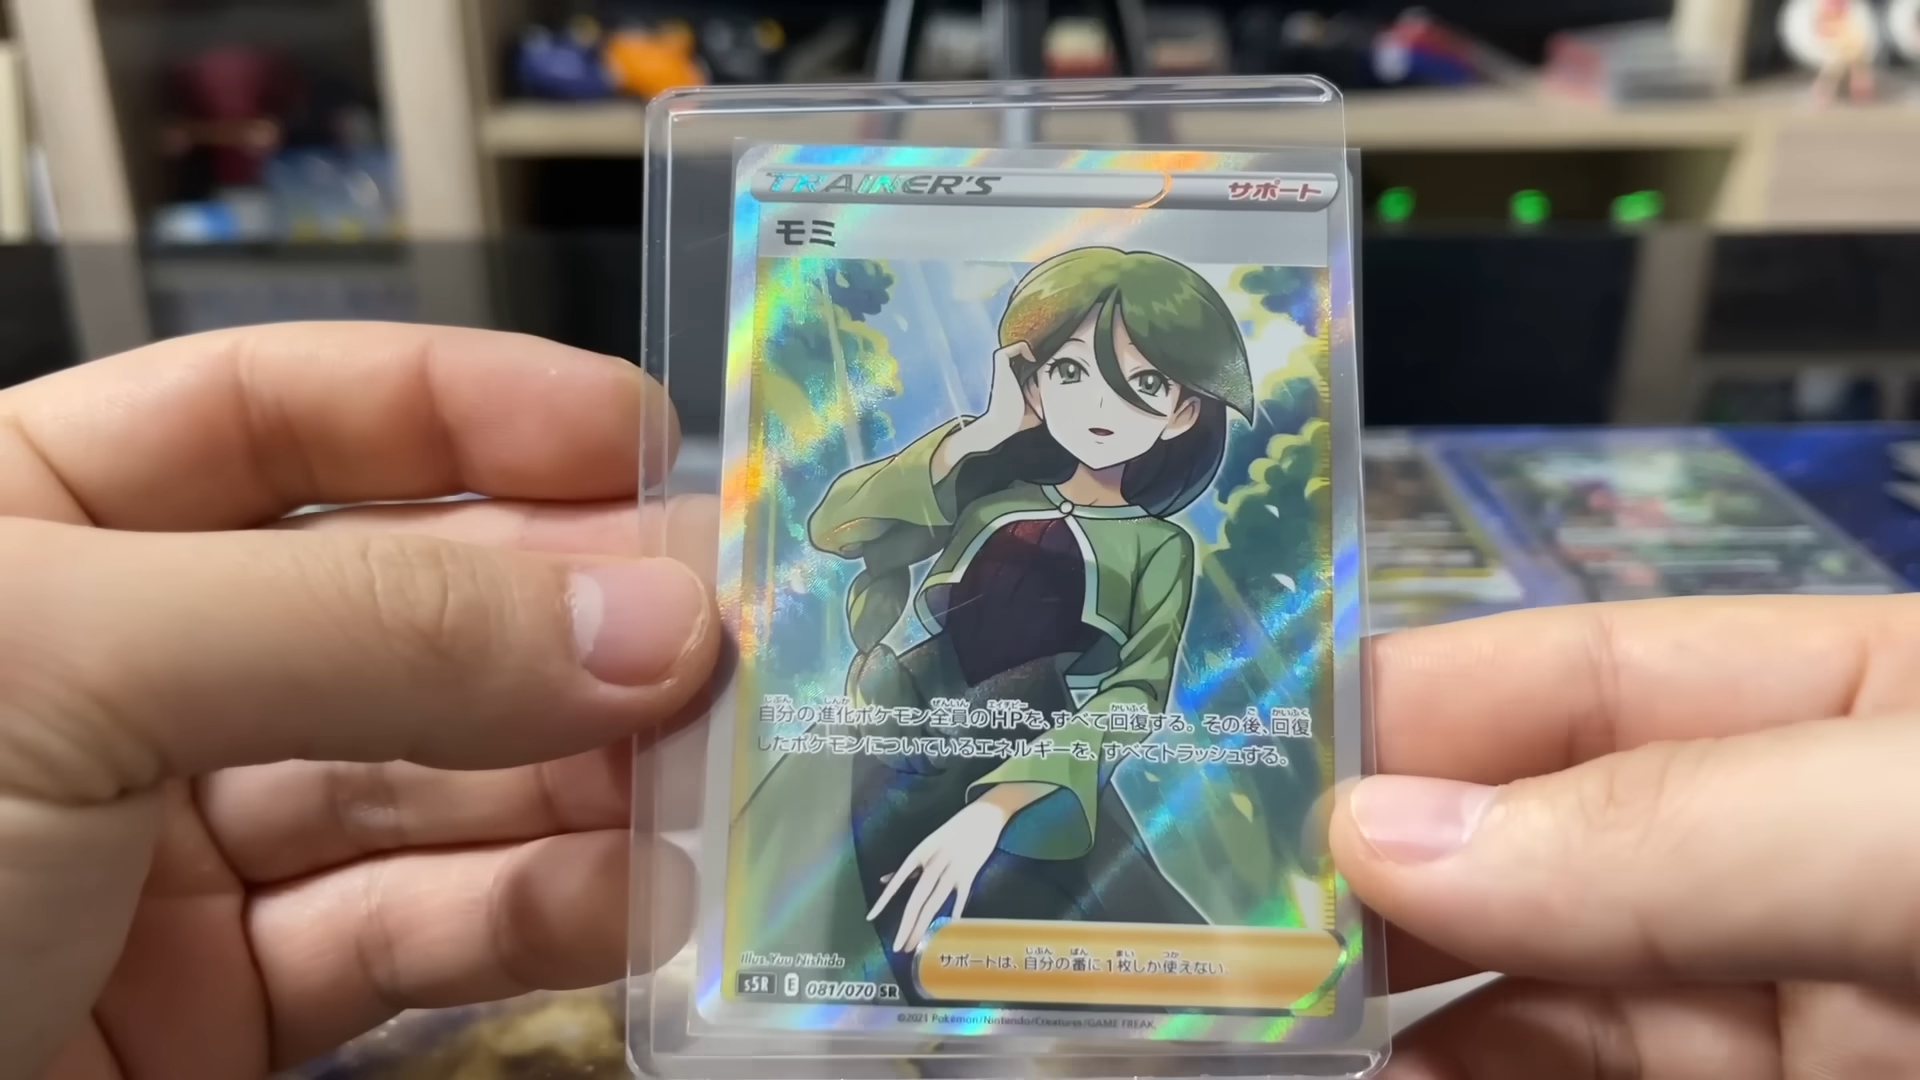 TRAINER'S
サポート
モミ
自分の進化ポケモン全員のHPを、すべて回復する。その後、回復
したポケモンについているエネルギーを、すべてトラッシュする。
サポートは、自分の番に1枚しか使えない。
Illus. Yuu Nishida
s5R E 081/070 SR
©2021 Pokémon/Nintendo/Creatures/GAME FREAK.